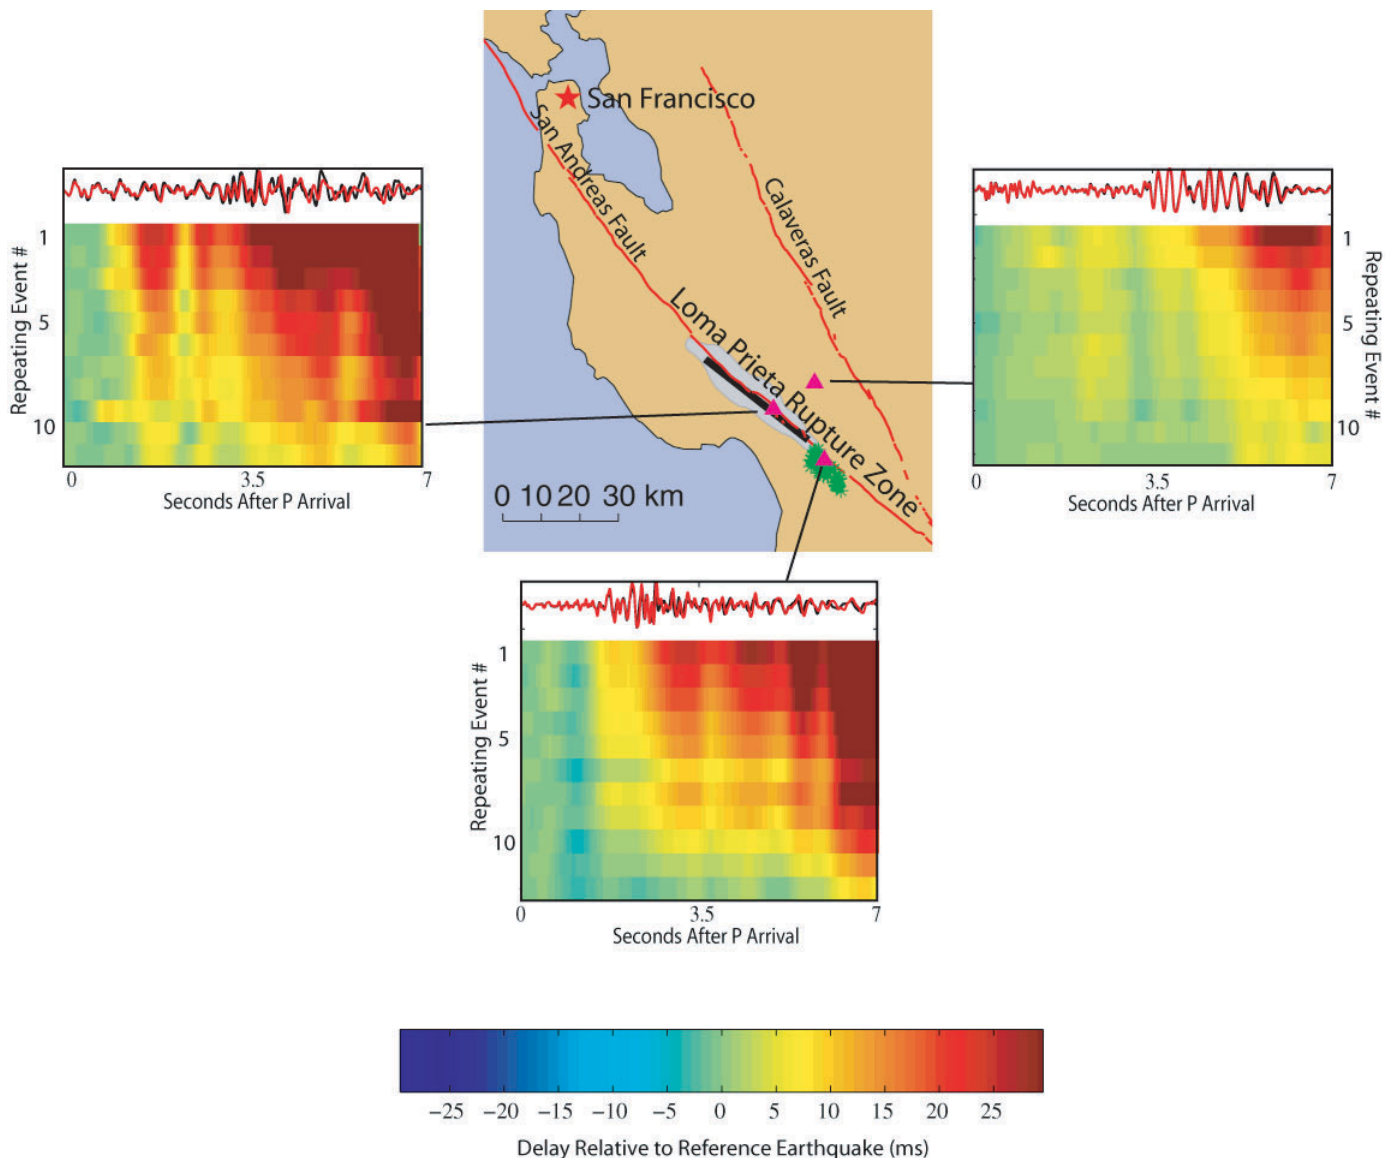 San Francisco
San Andreas Fault
Calaveras Fault
Loma Prieta Rupture Zone
0 10 20 30 km
Repeating Event #
1
5
10
0 3.5 7
Seconds After P Arrival
Repeating Event #
1
5
10
0 3.5 7
Seconds After P Arrival
Repeating Event #
1
5
10
0 3.5 7
Seconds After P Arrival
−25 −20 −15 −10 −5 0 5 10 15 20 25
Delay Relative to Reference Earthquake (ms)